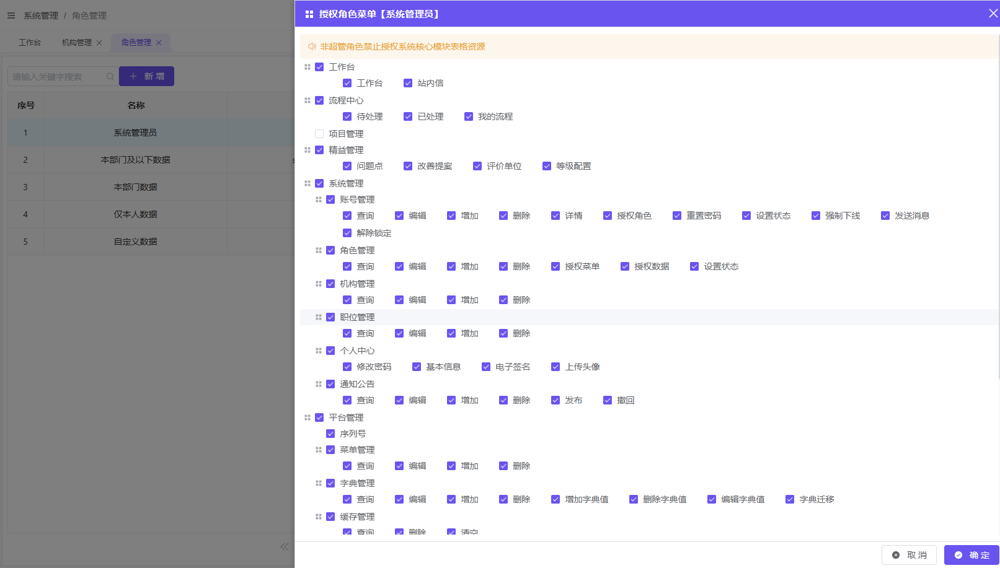 系统管理 / 角色管理
工作台 机构管理 角色管理
请输入关键字搜索 新 增
序号 名称
1 系统管理员
2 本部门及以下数据 s
3 本部门数据
4 仅本人数据
5 自定义数据
授权角色菜单【系统管理员】
非超管角色禁止授权系统核心模块表格资源
工作台
工作台 站内信
流程中心
待处理 已处理 我的流程
项目管理
精益管理
问题点 改善提案 评价单位 等级配置
系统管理
账号管理
查询 编辑 增加 删除 详情 授权角色 重置密码 设置状态 强制下线 发送消息
解除锁定
角色管理
查询 编辑 增加 删除 授权菜单 授权数据 设置状态
机构管理
查询 编辑 增加 删除
职位管理
查询 编辑 增加 删除
个人中心
修改密码 基本信息 电子签名 上传头像
通知公告
查询 编辑 增加 删除 发布 撤回
平台管理
序列号
菜单管理
查询 编辑 增加 删除
字典管理
查询 编辑 增加 删除 增加字典值 删除字典值 编辑字典值 字典迁移
缓存管理
查询 删除 清空
取 消 确 定